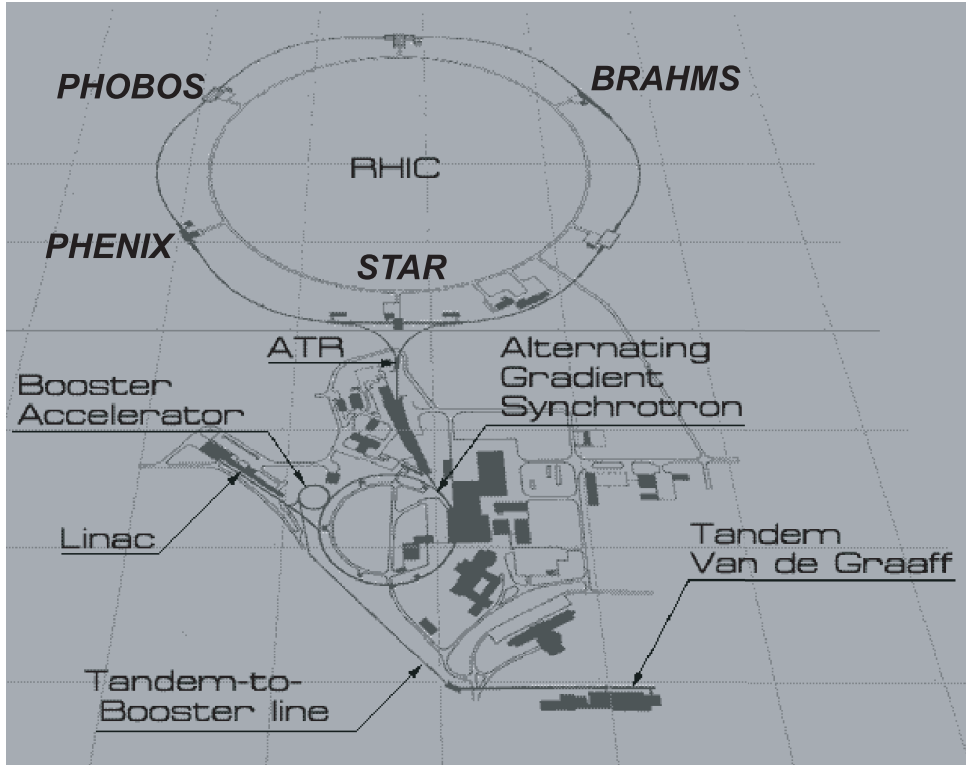 PHOBOS
BRAHMS
RHIC
PHENIX
STAR
ATR
Alternating
Gradient
Synchrotron
Booster
Accelerator
Linac
Tandem
Van de Graaff
Tandem-to-
Booster line